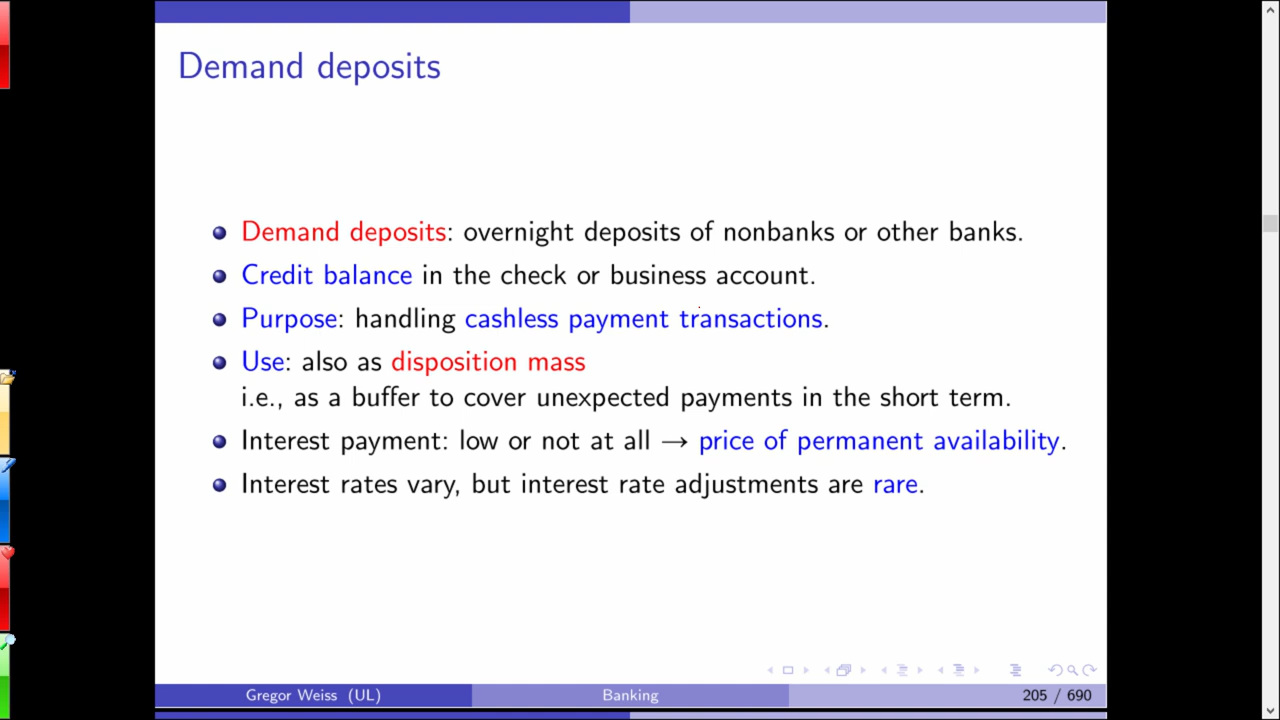 Demand deposits
Demand deposits: overnight deposits of nonbanks or other banks.
Credit balance in the check or business account.
Purpose: handling cashless payment transactions.
Use: also as disposition mass
i.e., as a buffer to cover unexpected payments in the short term.
Interest payment: low or not at all → price of permanent availability.
Interest rates vary, but interest rate adjustments are rare.
Gregor Weiss (UL) Banking 205 / 690